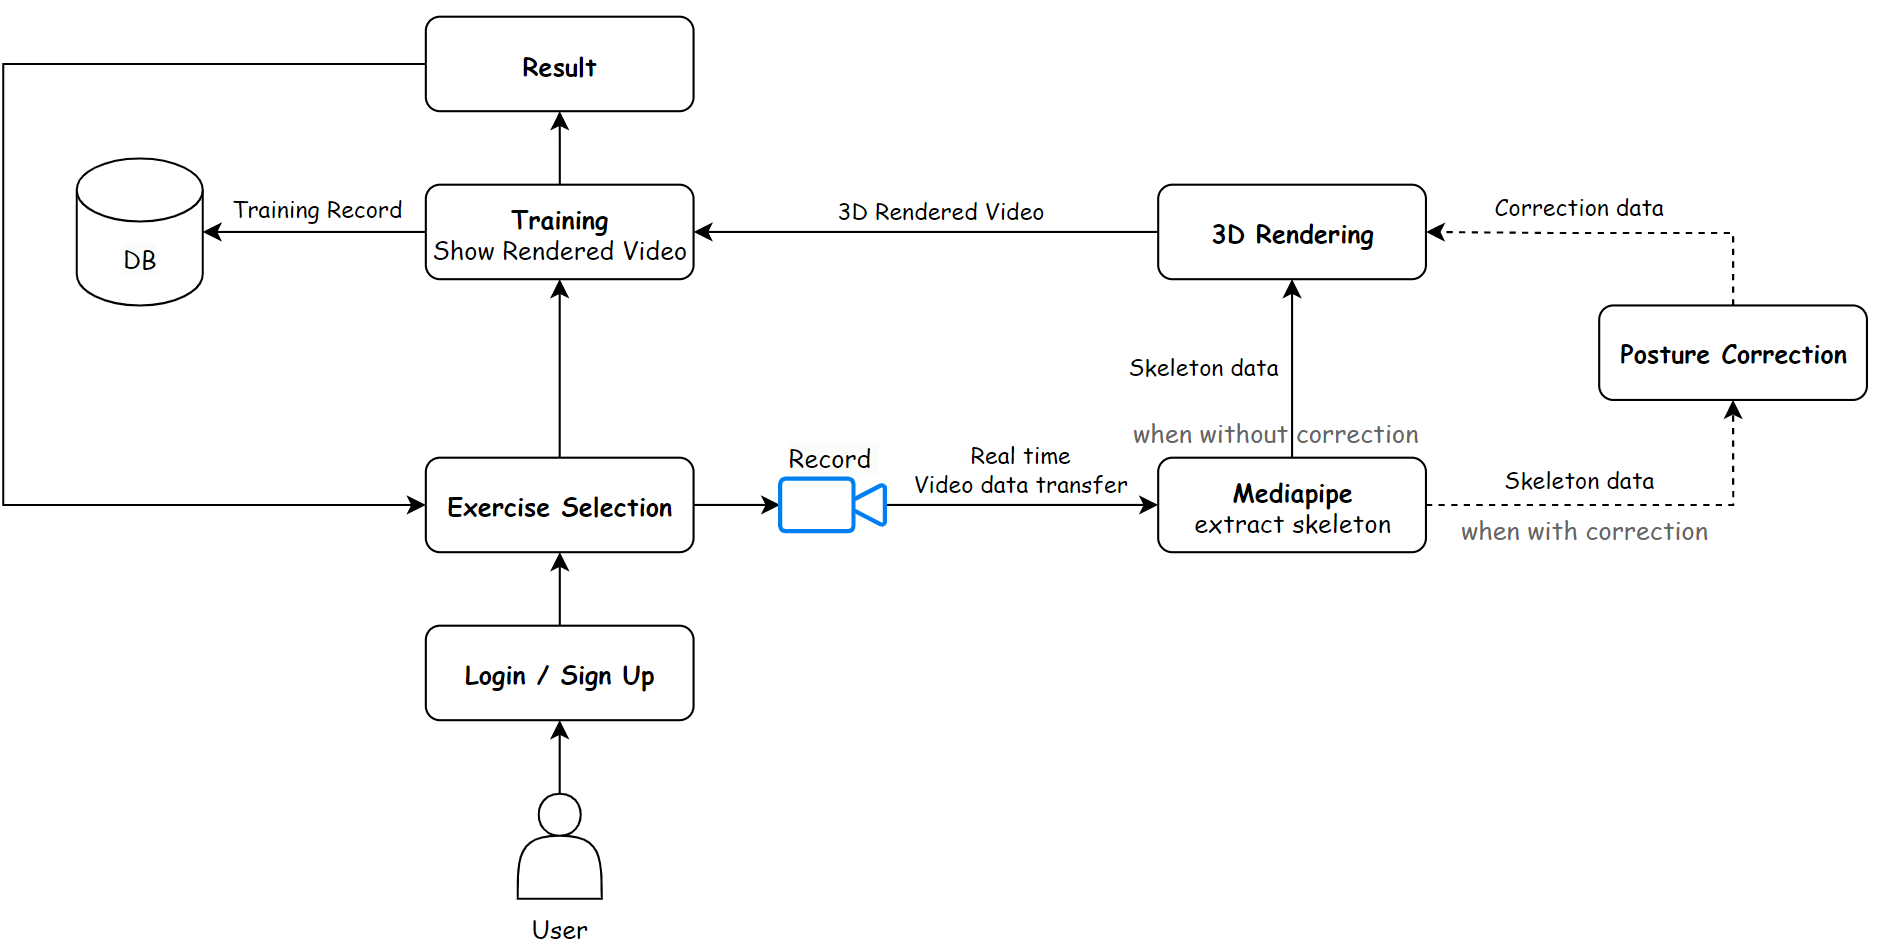 Result
Training Record
Training
Show Rendered Video
3D Rendered Video
3D Rendering
Correction data
DB
Posture Correction
Skeleton data
when without correction
Record
Real time
Video data transfer
Exercise Selection
Mediapipe
extract skeleton
Skeleton data
when with correction
Login / Sign Up
User